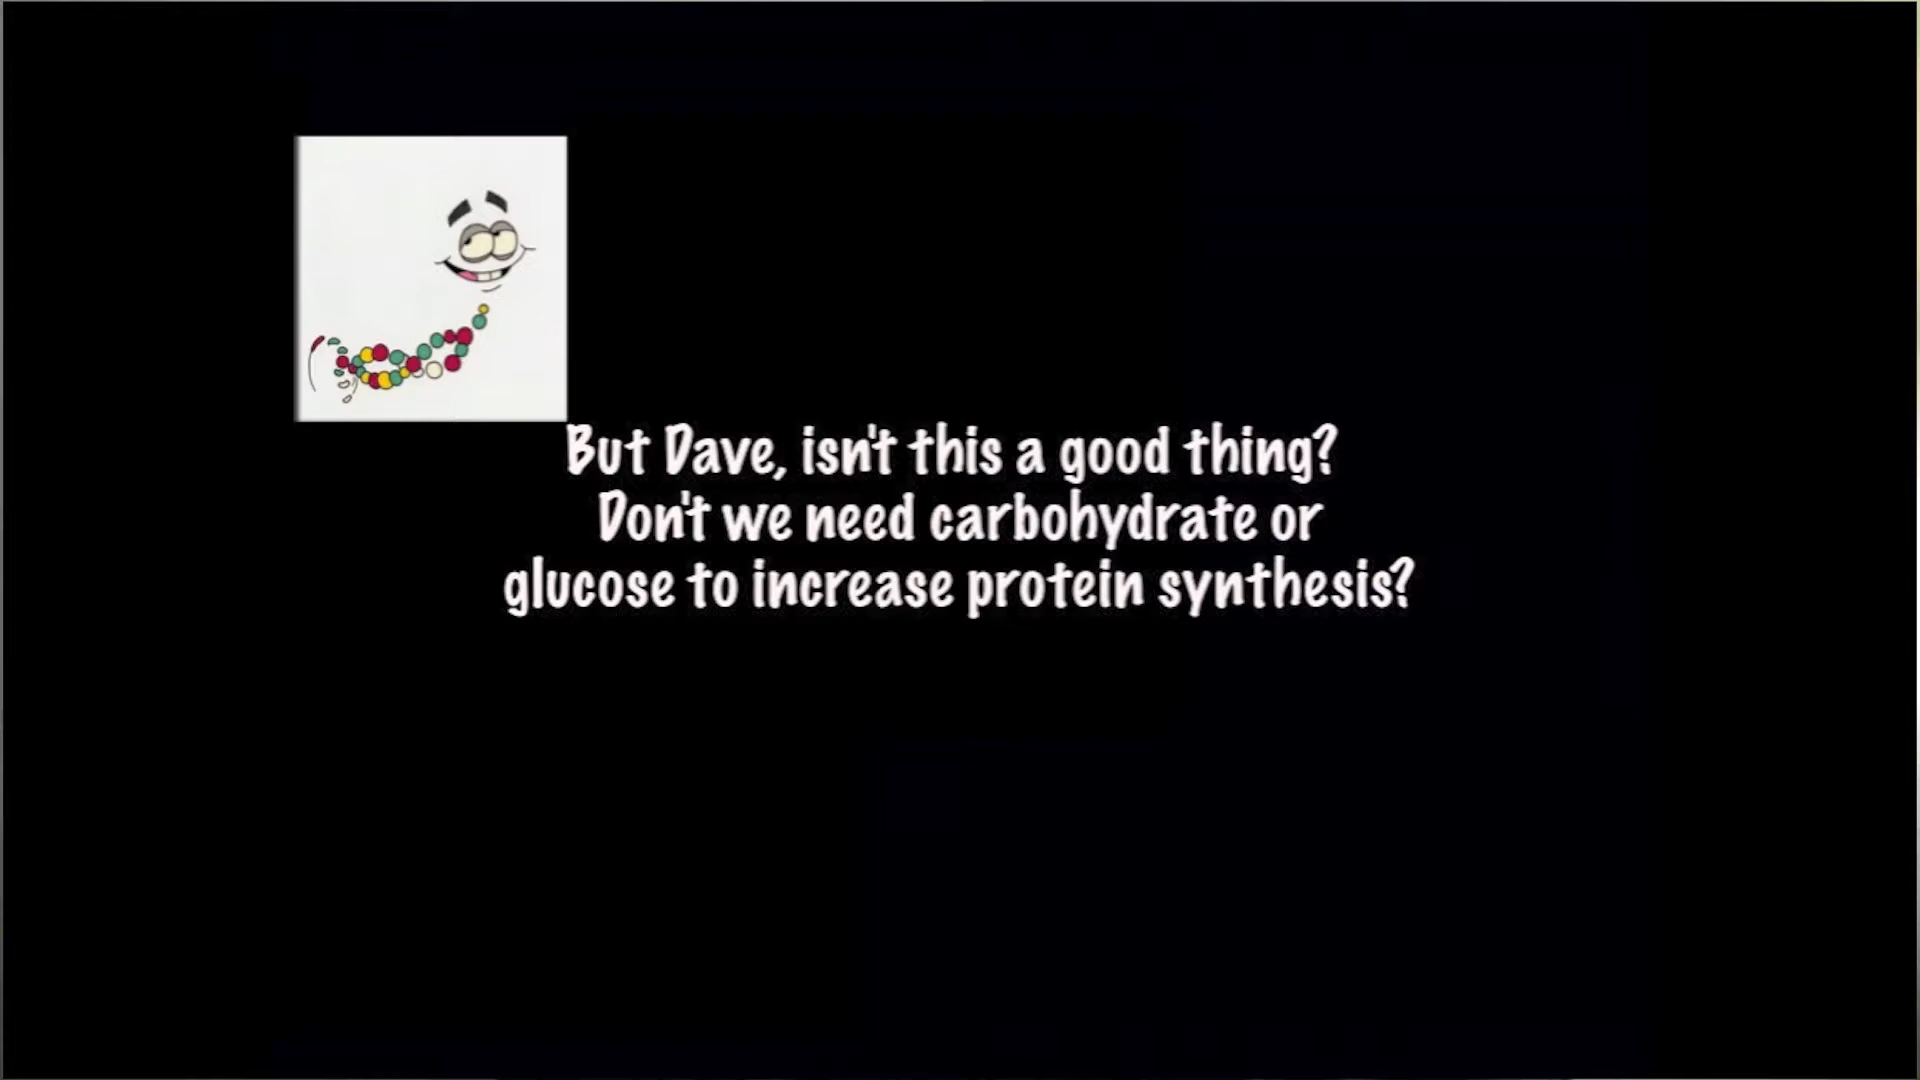 But Dave, isn't this a good thing?
Don't we need carbohydrate or
glucose to increase protein synthesis?